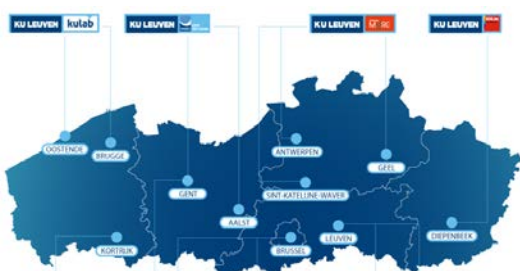 KU LEUVEN kulab
KU LEUVEN
KU LEUVEN
KU LEUVEN
OOSTENDE
BRUGGE
ANTWERPEN
GEEL
GENT
SINT-KATELIJNE-WAVER
AALST
KORTRIJK
BRUSSEL
LEUVEN
DIEPENBEEK